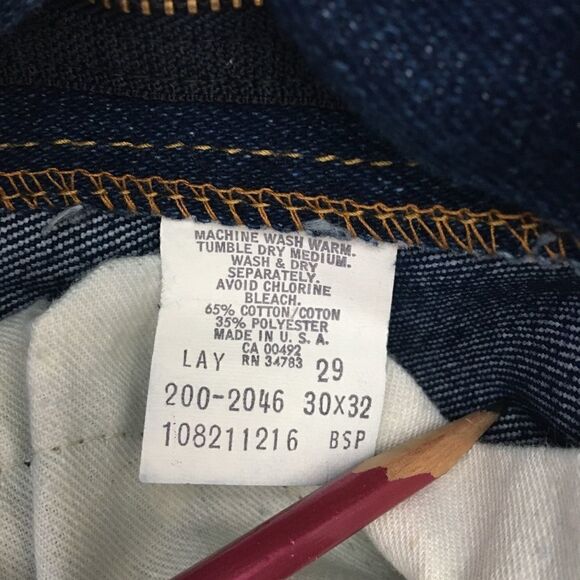 MACHINE WASH WARM.
TUMBLE DRY MEDIUM.
WASH & DRY
SEPARATELY.
AVOID CHLORINE
BLEACH.
65% COTTON/COTON
35% POLYESTER
MADE IN U. S. A.
CA 00492
LAY RN 34783 29
200-2046 30X32
108211216 BSP